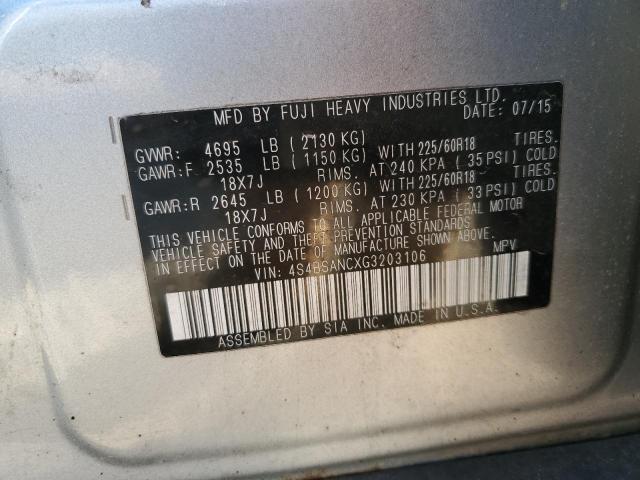 MFD BY FUJI HEAVY INDUSTRIES LTD. DATE: 07/15
GVWR: 4695 LB ( 2130 KG)
GAWR:F 2535 LB ( 1150 KG) WITH 225/60R18 TIRES.
18X7J RIMS. AT 240 KPA ( 35 PSI) COLD
GAWR:R 2645 LB ( 1200 KG) WITH 225/60R18 TIRES.
18X7J RIMS. AT 230 KPA ( 33 PSI) COLD
THIS VEHICLE CONFORMS TO ALL APPLICABLE FEDERAL MOTOR
VEHICLE SAFETY AND THEFT PREVENTION STANDARDS
IN EFFECT ON THE DATE OF MANUFACTURE SHOWN ABOVE.
VIN: 4S4BSANCXG3203106 MPV
ASSEMBLED BY SIA INC. MADE IN U.S.A.